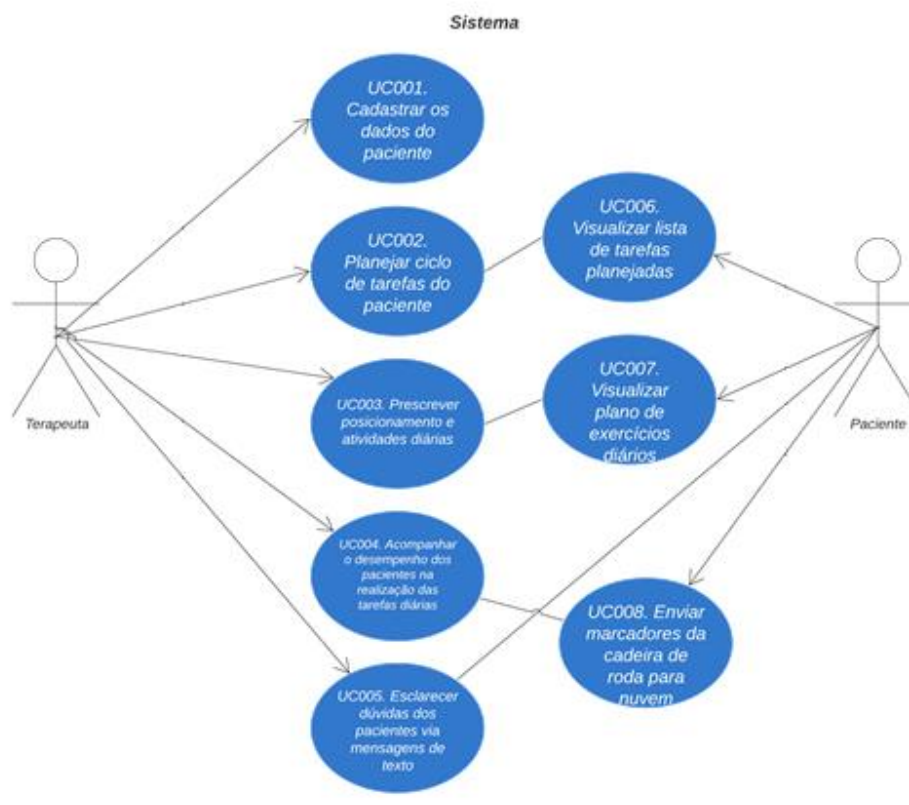 Sistema
UC001.
Cadastrar os
dados do
paciente
UC002.
Planejar ciclo
de tarefas do
paciente
UC006.
Visualizar lista
de tarefas
planejadas
UC003. Prescrever
posicionamento e
atividades diárias
UC007.
Visualizar
plano de
exercícios
diários
Terapeuta
Paciente
UC004. Acompanhar
o desempenho dos
pacientes na
realização das
tarefas diárias
UC008. Enviar
marcadores da
cadeira de
roda para
nuvem
UC005. Esclarecer
dúvidas dos
pacientes via
mensagens de
texto